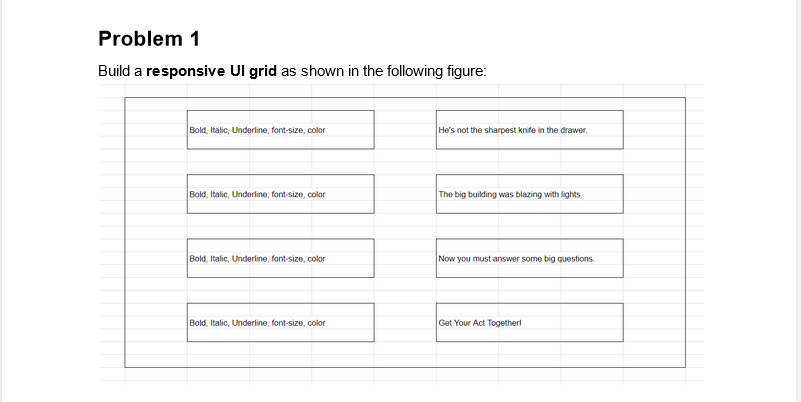 Problem 1
Build a responsive UI grid as shown in the following figure:
Bold, Italic, Underline, font-size, color
He's not the sharpest knife in the drawer.
Bold, Italic, Underline, font-size, color
The big building was blazing with lights.
Bold, Italic, Underline, font-size, color
Now you must answer some big questions.
Bold, Italic, Underline, font-size, color
Get Your Act Together!